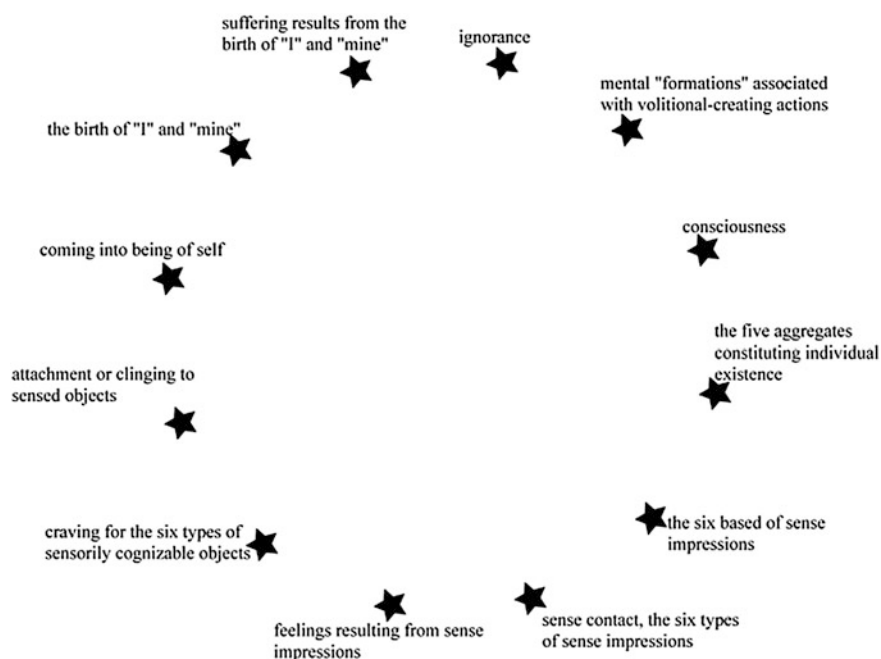 suffering results from the
birth of "I" and "mine"
ignorance
mental "formations" associated
with volitional-creating actions
the birth of "I" and "mine"
consciousness
coming into being of self
the five aggregates
constituting individual
existence
attachment or clinging to
sensed objects
the six based of sense
impressions
craving for the six types of
sensorily cognizable objects
sense contact, the six types
of sense impressions
feelings resulting from sense
impressions